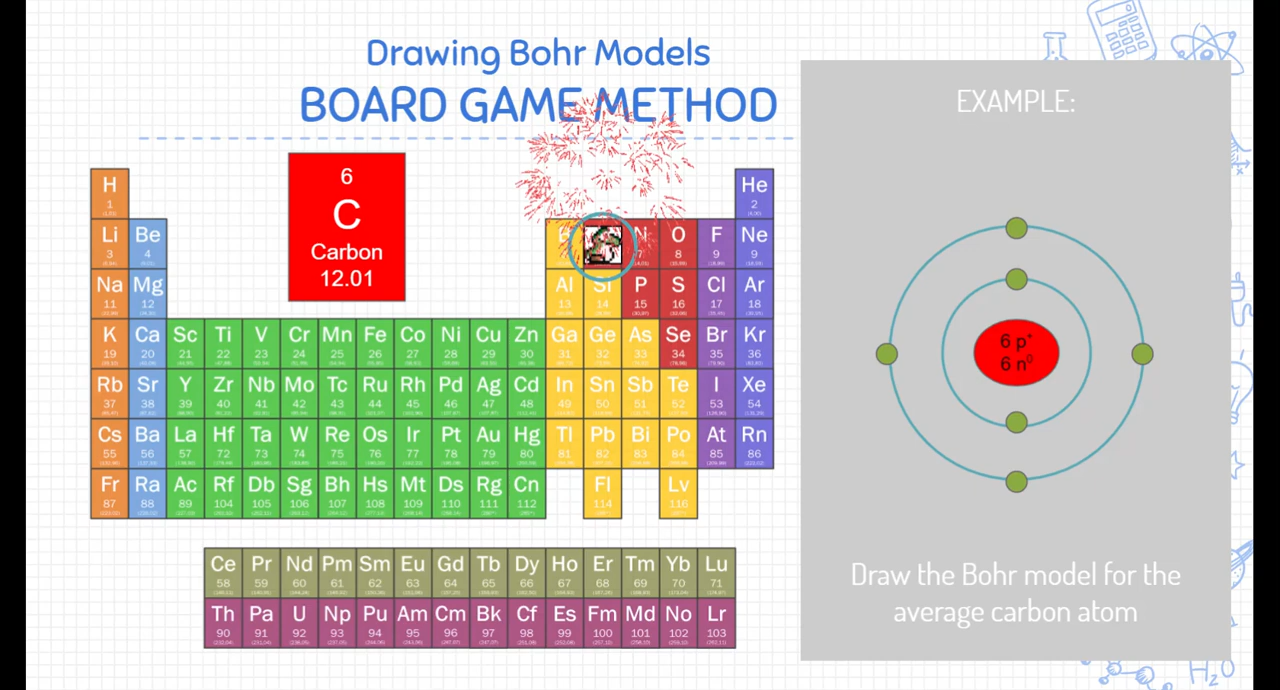 Drawing Bohr Models
BOARD GAME METHOD
6
C
Carbon
12.01
H He
1 2
Li Be N O F Ne
3 4 7 8 9 9
Na Mg Al Si P S Cl Ar
11 12 13 14 15 16 17 18
K Ca Sc Ti V Cr Mn Fe Co Ni Cu Zn Ga Ge As Se Br Kr
19 20 21 22 23 24 25 26 27 28 29 30 31 32 33 34 35 36
Rb Sr Y Zr Nb Mo Tc Ru Rh Pd Ag Cd In Sn Sb Te I Xe
37 38 39 40 41 42 43 44 45 46 47 48 49 50 51 52 53 54
Cs Ba La Hf Ta W Re Os Ir Pt Au Hg Tl Pb Bi Po At Rn
55 56 57 72 73 74 75 76 77 78 79 80 81 82 83 84 85 86
Fr Ra Ac Rf Db Sg Bh Hs Mt Ds Rg Cn Fl Lv
87 88 89 104 105 106 107 108 109 110 111 112 114 116
Ce Pr Nd Pm Sm Eu Gd Tb Dy Ho Er Tm Yb Lu
58 59 60 61 62 63 64 65 66 67 68 69 70 71
Th Pa U Np Pu Am Cm Bk Cf Es Fm Md No Lr
90 91 92 93 94 95 96 97 98 99 100 101 102 103
EXAMPLE:
6 p⁺
6 n⁰
Draw the Bohr model for the
average carbon atom
H₂O